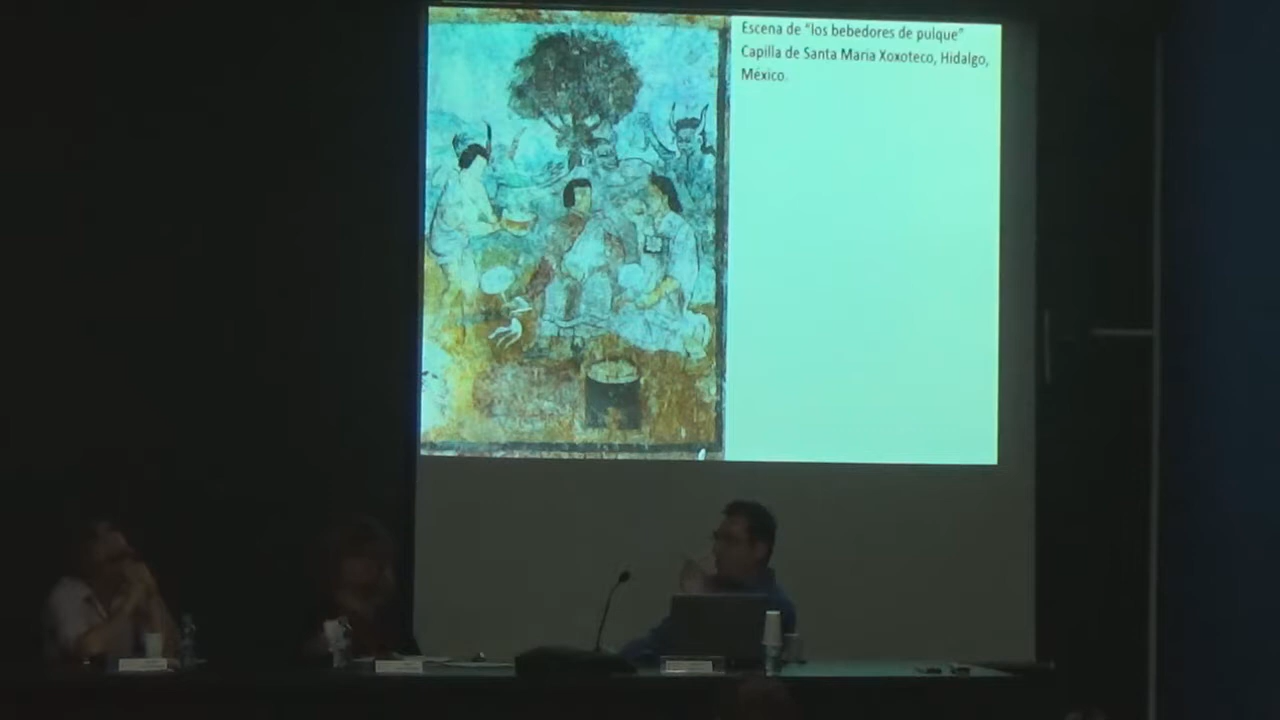 Escena de “los bebedores de pulque”
Capilla de Santa Maria Xoxoteco, Hidalgo,
México.